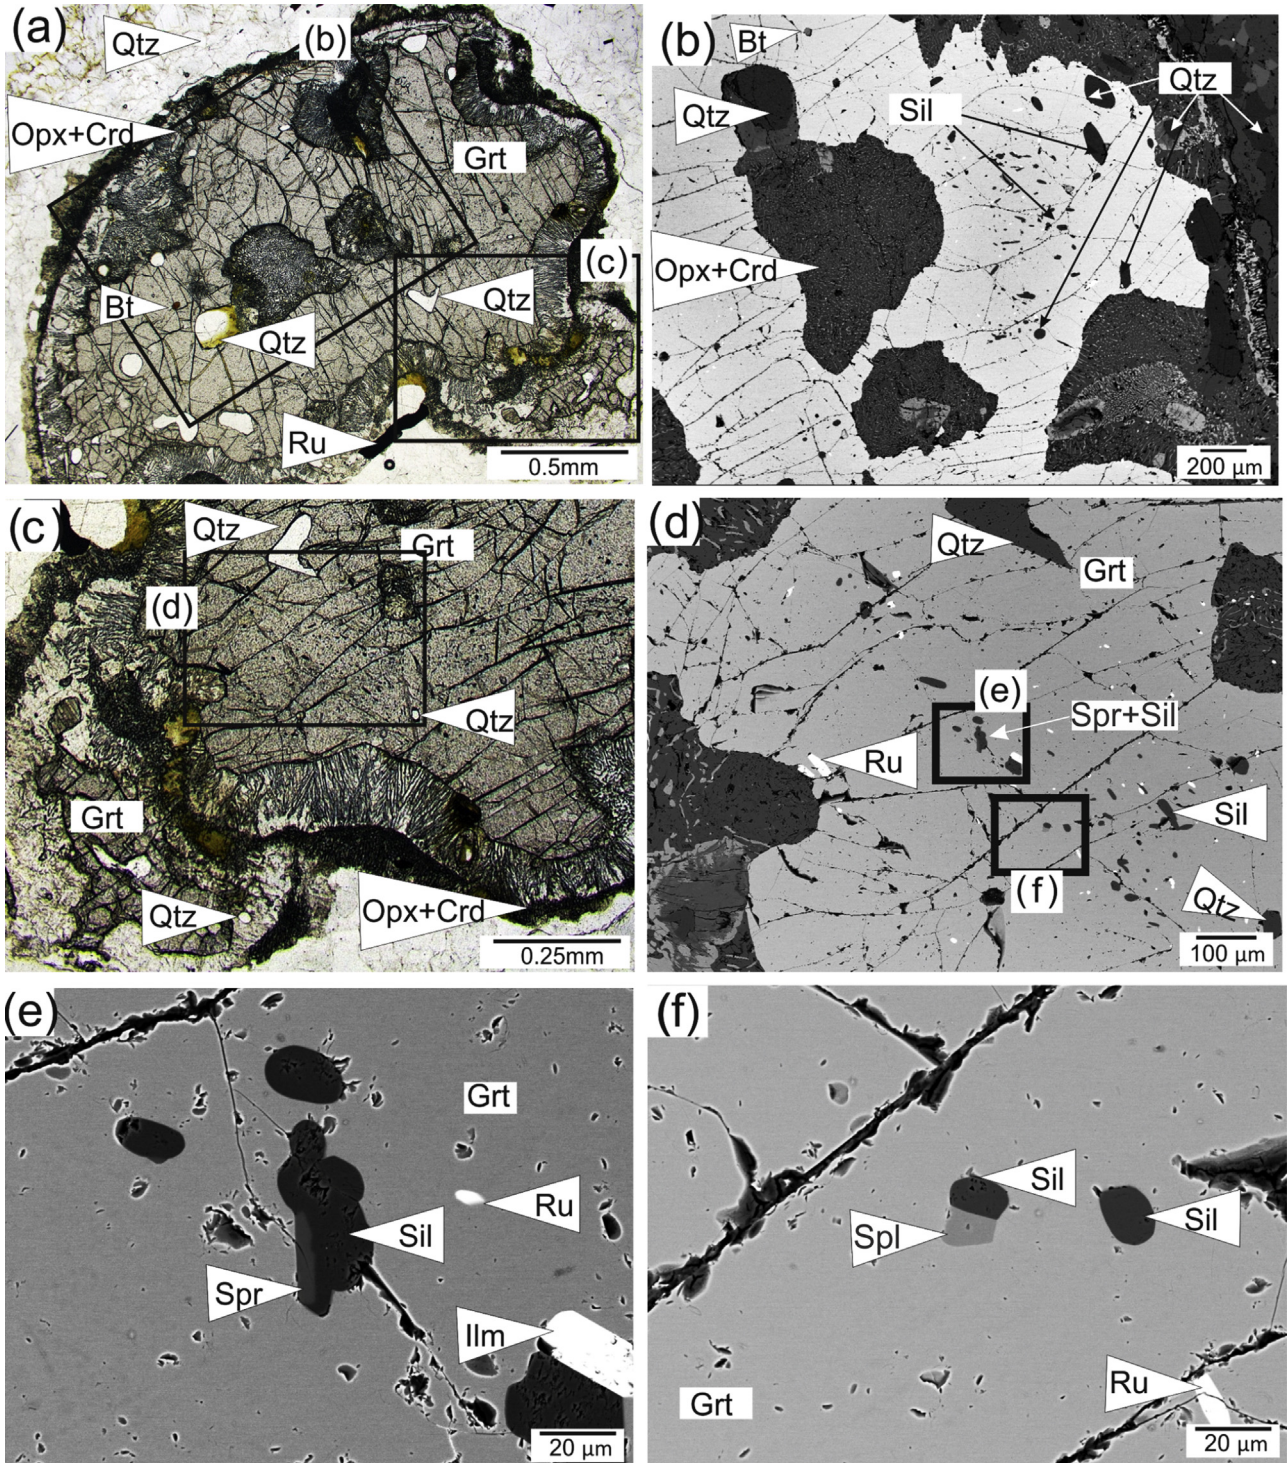 (a)
Qtz
(b)
Opx+Crd
Grt
(c)
Bt
Qtz
Qtz
Ru
0.5mm
(b)
Bt
Qtz
Sil
Qtz
Opx+Crd
200 µm
(c)
Qtz
Grt
(d)
Qtz
Grt
Qtz
Opx+Crd
0.25mm
(d)
Qtz
Grt
(e)
Spr+Sil
Ru
Sil
(f)
Qtz
100 µm
(e)
Grt
Ru
Sil
Spr
Ilm
20 µm
(f)
Sil
Spl
Sil
Ru
Grt
20 µm